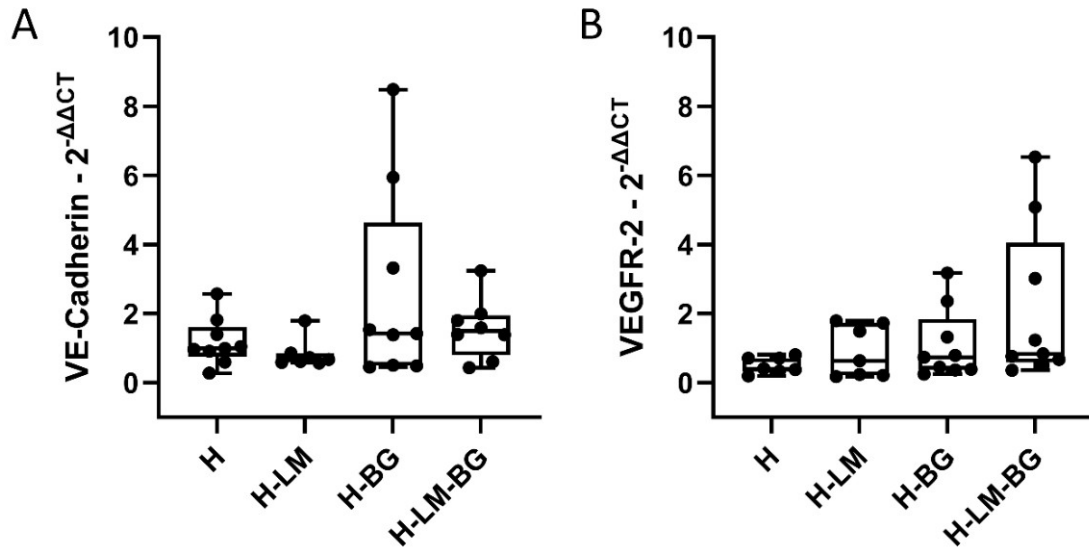 A
VE-Cadherin - 2^-ΔΔCT
10
8
6
4
2
0
H
H-LM
H-BG
H-LM-BG
B
VEGFR-2 - 2^-ΔΔCT
10
8
6
4
2
0
H
H-LM
H-BG
H-LM-BG